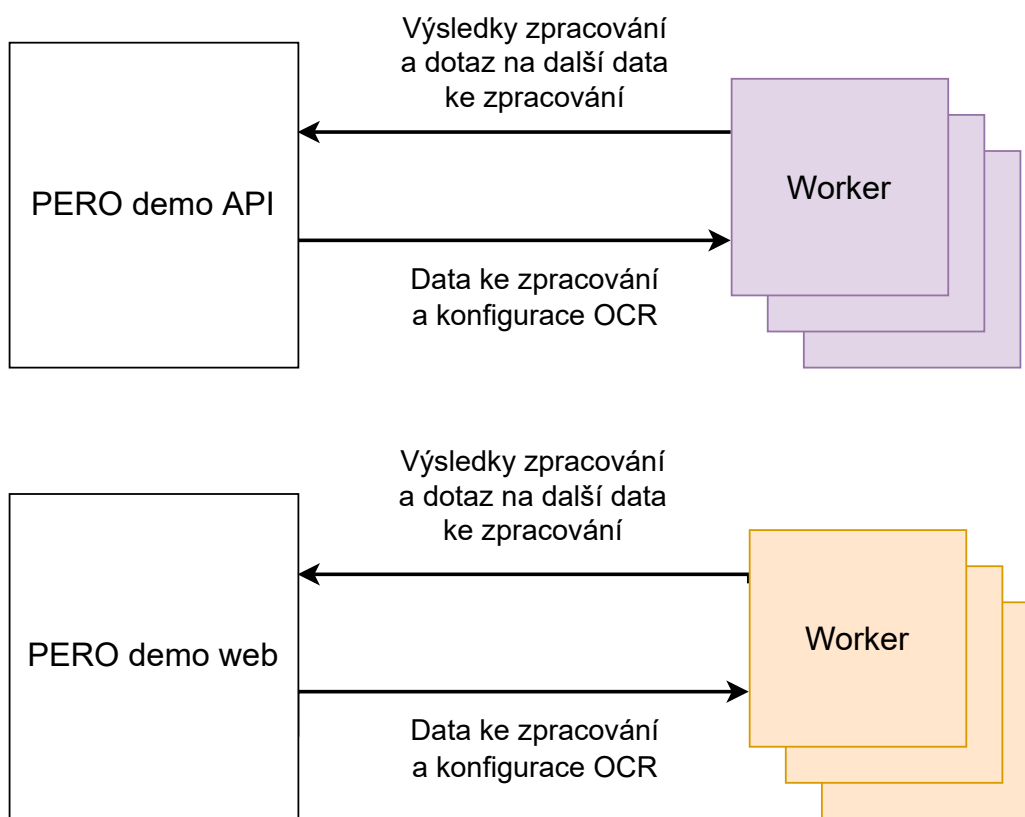 Výsledky zpracování
a dotaz na další data
ke zpracování
PERO demo API
Worker
Data ke zpracování
a konfigurace OCR
Výsledky zpracování
a dotaz na další data
ke zpracování
PERO demo web
Worker
Data ke zpracování
a konfigurace OCR